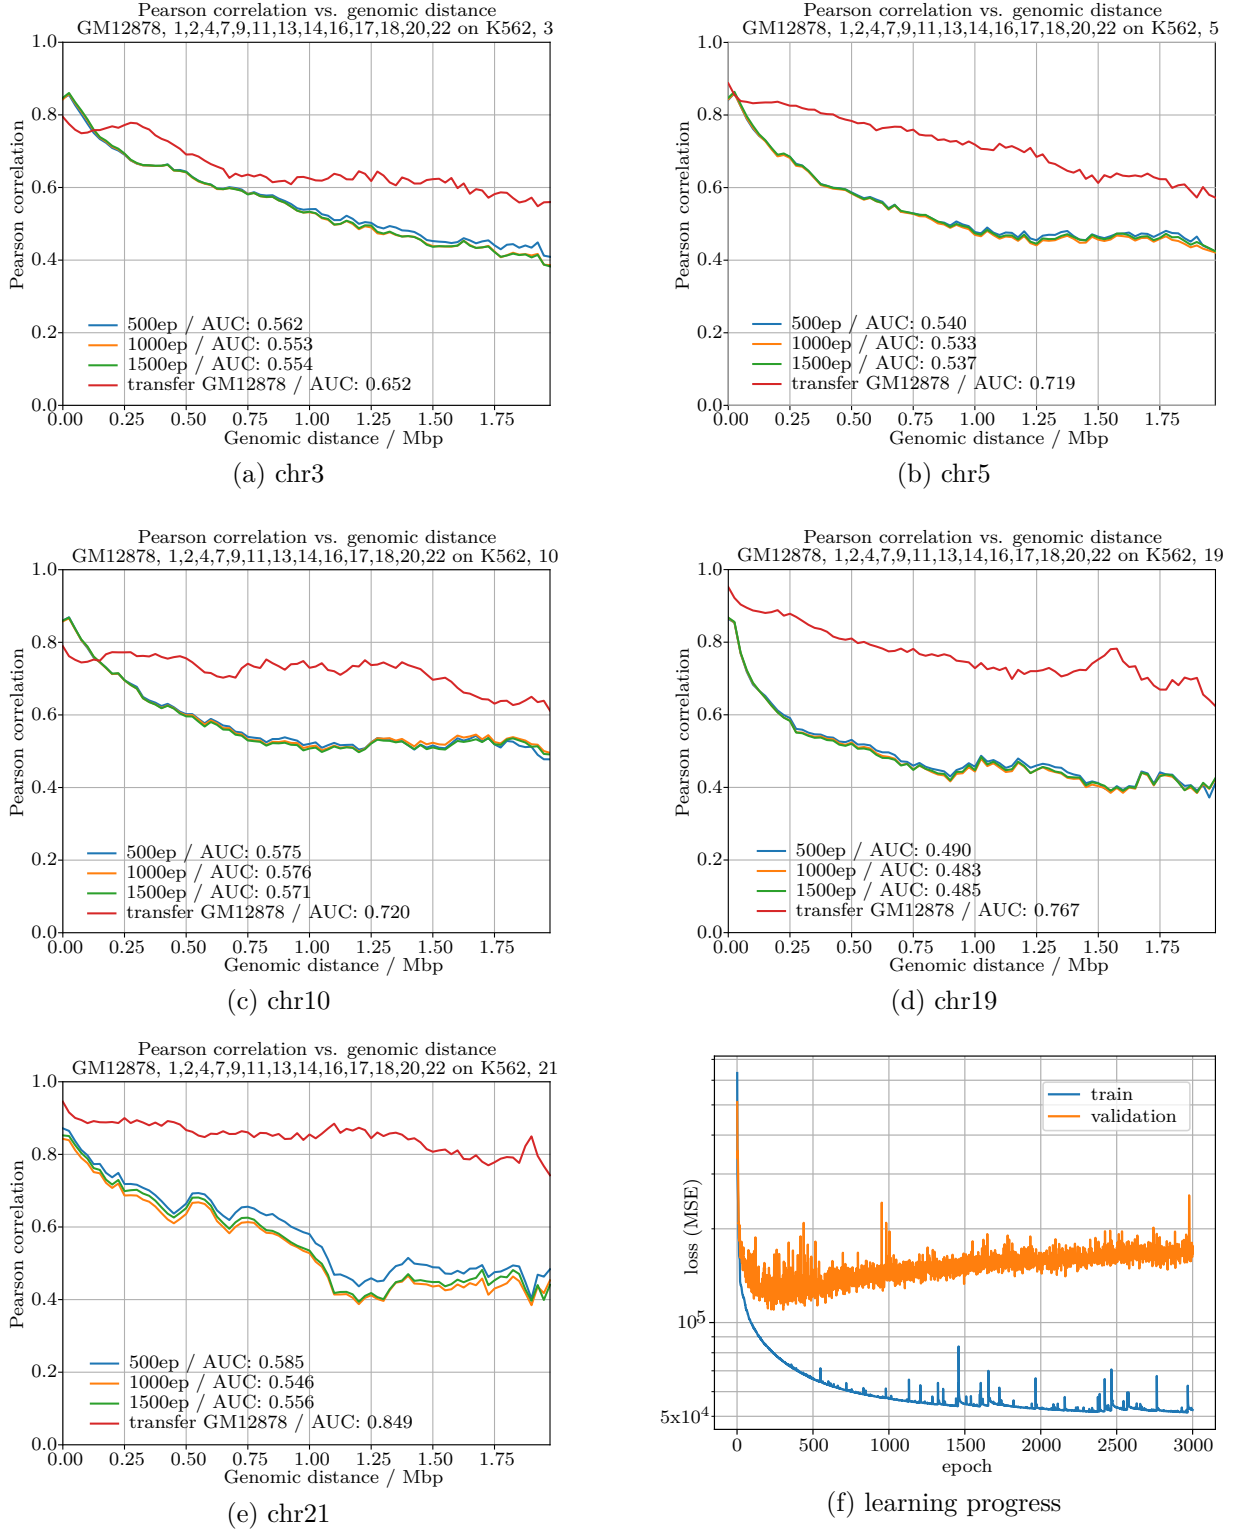 Pearson correlation vs. genomic distance
GM12878, 1,2,4,7,9,11,13,14,16,17,18,20,22 on K562, 3
1.0
0.8
0.6
0.4
0.2
0.0
Pearson correlation
500ep / AUC: 0.562
1000ep / AUC: 0.553
1500ep / AUC: 0.554
transfer GM12878 / AUC: 0.652
0.00 0.25 0.50 0.75 1.00 1.25 1.50 1.75
Genomic distance / Mbp
(a) chr3
Pearson correlation vs. genomic distance
GM12878, 1,2,4,7,9,11,13,14,16,17,18,20,22 on K562, 5
1.0
0.8
0.6
0.4
0.2
0.0
Pearson correlation
500ep / AUC: 0.540
1000ep / AUC: 0.533
1500ep / AUC: 0.537
transfer GM12878 / AUC: 0.719
0.00 0.25 0.50 0.75 1.00 1.25 1.50 1.75
Genomic distance / Mbp
(b) chr5
Pearson correlation vs. genomic distance
GM12878, 1,2,4,7,9,11,13,14,16,17,18,20,22 on K562, 10
1.0
0.8
0.6
0.4
0.2
0.0
Pearson correlation
500ep / AUC: 0.575
1000ep / AUC: 0.576
1500ep / AUC: 0.571
transfer GM12878 / AUC: 0.720
0.00 0.25 0.50 0.75 1.00 1.25 1.50 1.75
Genomic distance / Mbp
(c) chr10
Pearson correlation vs. genomic distance
GM12878, 1,2,4,7,9,11,13,14,16,17,18,20,22 on K562, 19
1.0
0.8
0.6
0.4
0.2
0.0
Pearson correlation
500ep / AUC: 0.490
1000ep / AUC: 0.483
1500ep / AUC: 0.485
transfer GM12878 / AUC: 0.767
0.00 0.25 0.50 0.75 1.00 1.25 1.50 1.75
Genomic distance / Mbp
(d) chr19
Pearson correlation vs. genomic distance
GM12878, 1,2,4,7,9,11,13,14,16,17,18,20,22 on K562, 21
1.0
0.8
0.6
0.4
0.2
0.0
Pearson correlation
500ep / AUC: 0.585
1000ep / AUC: 0.546
1500ep / AUC: 0.556
transfer GM12878 / AUC: 0.849
0.00 0.25 0.50 0.75 1.00 1.25 1.50 1.75
Genomic distance / Mbp
(e) chr21
train
validation
loss (MSE)
10⁵
5x10⁴
0 500 1000 1500 2000 2500 3000
epoch
(f) learning progress